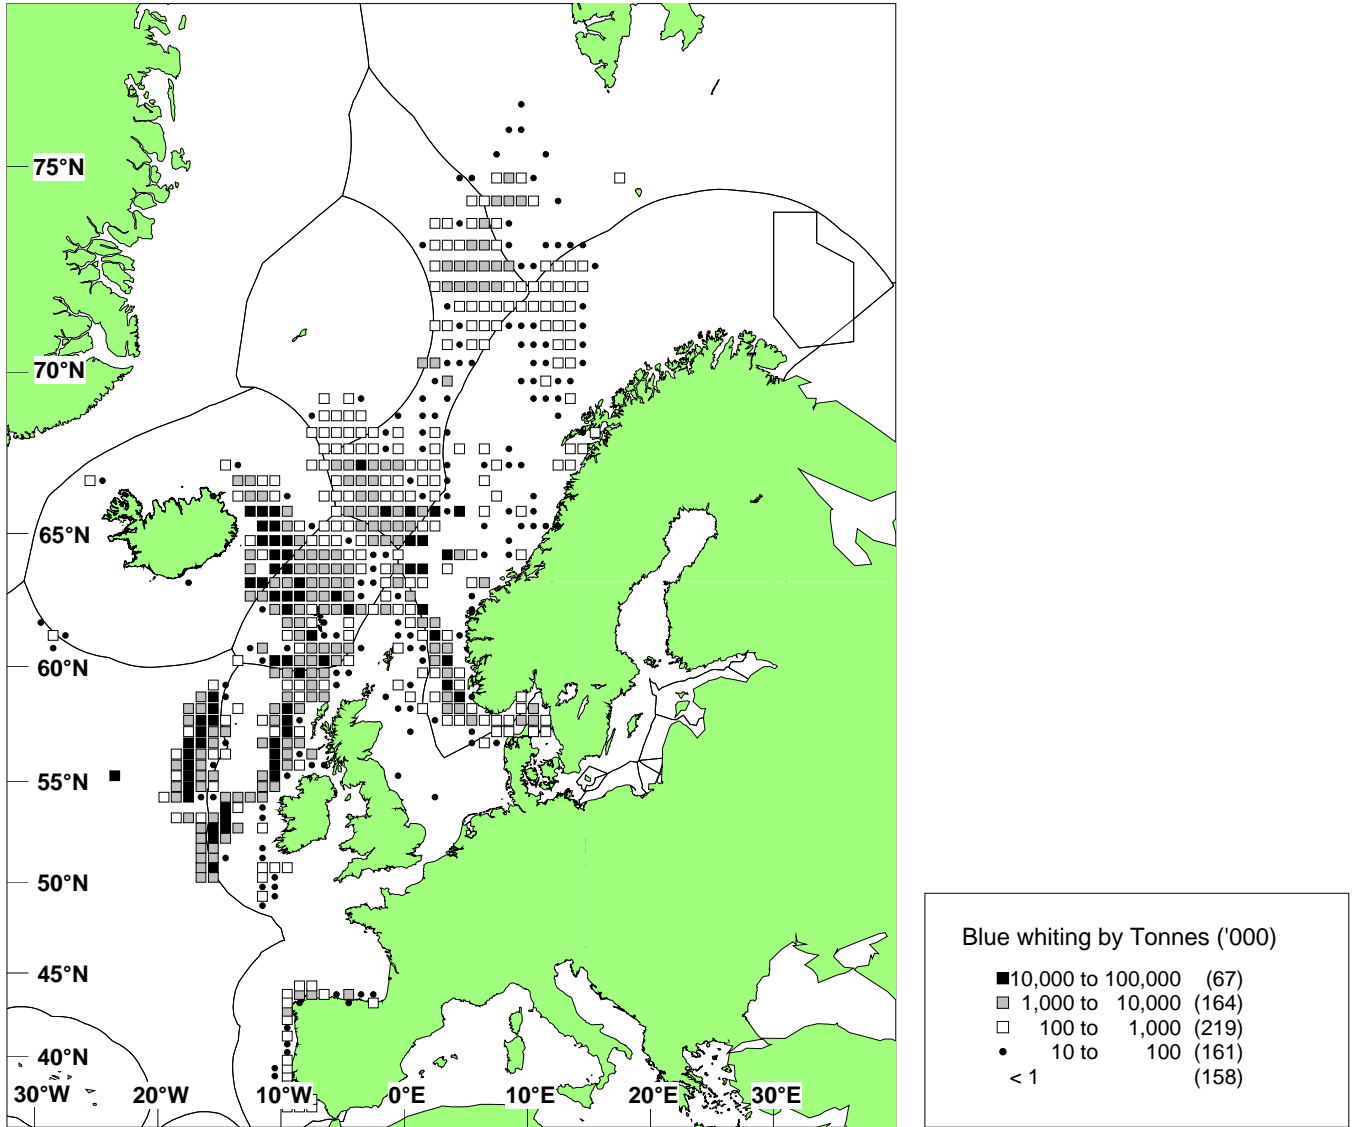 75°N
70°N
65°N
60°N
55°N
50°N
45°N
40°N
30°W 20°W 10°W 0°E 10°E 20°E 30°E
Blue whiting by Tonnes ('000)
10,000 to 100,000 (67)
1,000 to 10,000 (164)
100 to 1,000 (219)
10 to 100 (161)
< 1 (158)